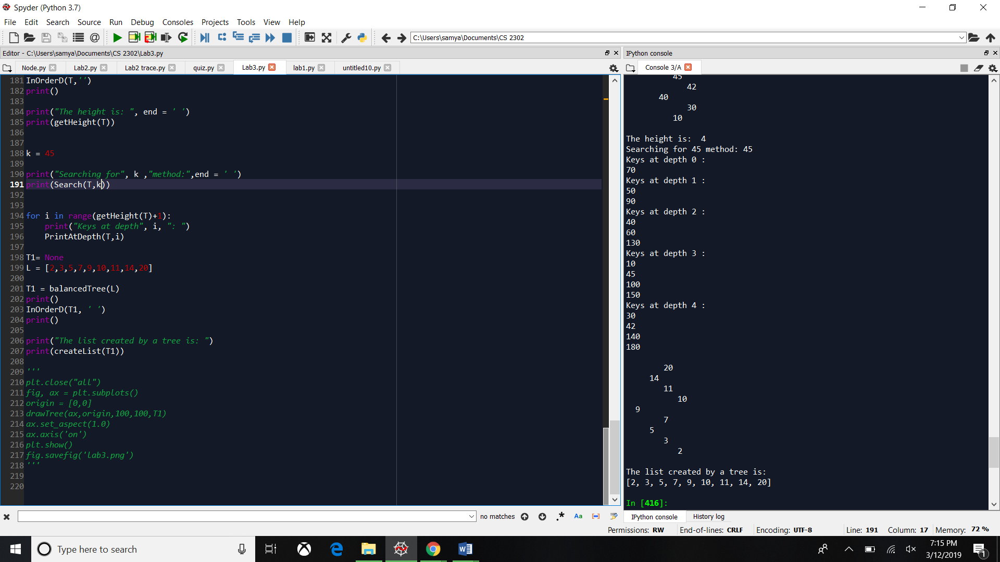 Spyder (Python 3.7)
File Edit Search Source Run Debug Consoles Projects Tools View Help
C:\Users\samya\Documents\CS 2302
Editor - C:\Users\samya\Documents\CS 2302\Lab3.py
Node.py Lab2.py Lab2 trace.py quiz.py Lab3.py lab1.py untitled10.py
181 InOrderD(T,'')
182 print()
183
184 print("The height is: ", end = ' ')
185 print(getHeight(T))
186
187
188 k = 45
189
190 print("Searching for", k ,"method:",end = ' ')
191 print(Search(T,k))
192
193
194 for i in range(getHeight(T)+1):
195     print("Keys at depth", i, ": ")
196     PrintAtDepth(T,i)
197
198 T1= None
199 L = [2,3,5,7,9,10,11,14,20]
200
201 T1 = balancedTree(L)
202 print()
203 InOrderD(T1, ' ')
204 print()
205
206 print("The list created by a tree is: ")
207 print(createList(T1))
208
209 '''
210 plt.close("all")
211 fig, ax = plt.subplots()
212 origin = [0,0]
213 drawTree(ax,origin,100,100,T1)
214 ax.set_aspect(1.0)
215 ax.axis('on')
216 plt.show()
217 fig.savefig('lab3.png')
218 '''
219
220
no matches .* Aa
IPython console
Console 3/A
45
42
40
30
10
The height is:  4
Searching for 45 method: 45
Keys at depth 0 :
70
Keys at depth 1 :
50
90
Keys at depth 2 :
40
60
130
Keys at depth 3 :
10
45
100
150
Keys at depth 4 :
30
42
140
180
20
14
11
10
9
7
5
3
2
The list created by a tree is:
[2, 3, 5, 7, 9, 10, 11, 14, 20]
In [416]:
IPython console History log
Permissions: RW End-of-lines: CRLF Encoding: UTF-8 Line: 191 Column: 17 Memory: 72 %
Type here to search
7:15 PM
3/12/2019
1